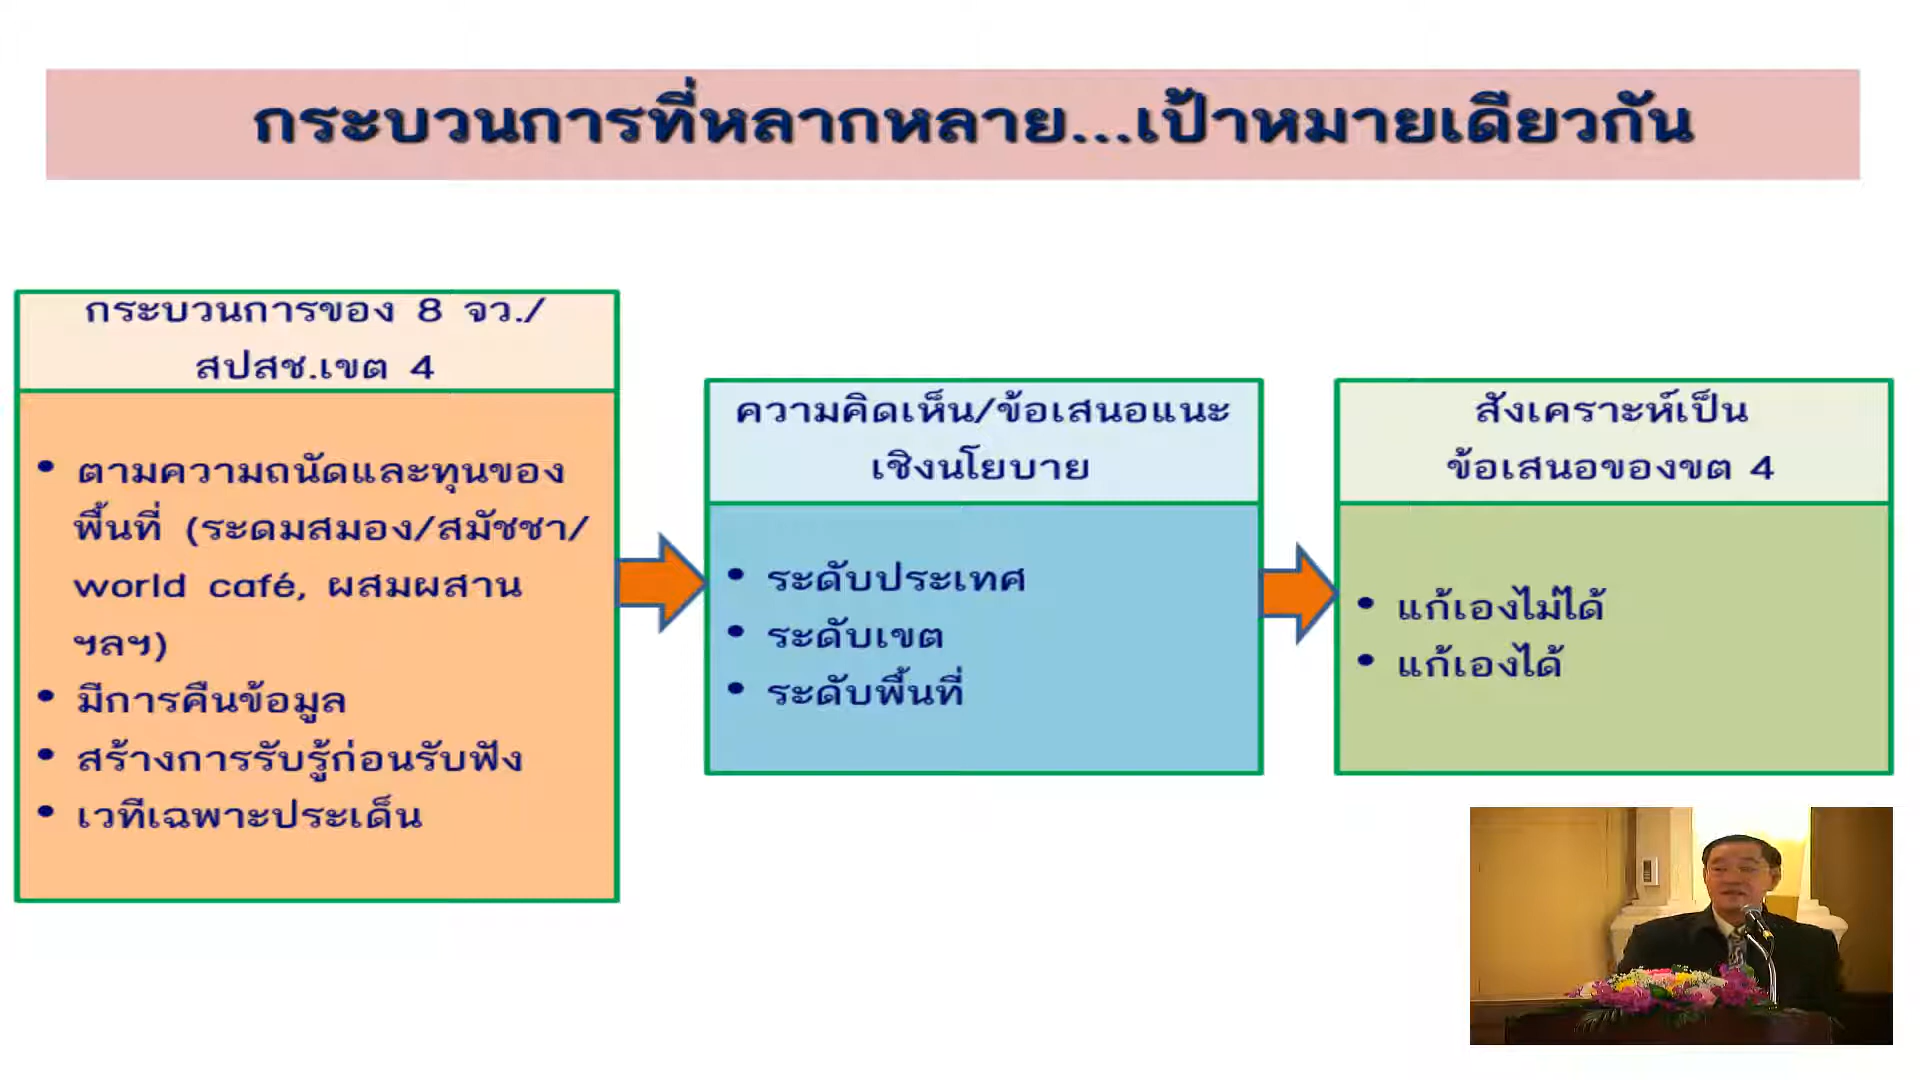 กระบวนการที่หลากหลาย...เป้าหมายเดียวกัน
กระบวนการของ 8 จว./
สปสช.เขต 4
• ตามความถนัดและทุนของ
พื้นที่ (ระดมสมอง/สมัชชา/
world café, ผสมผสาน
ฯลฯ)
• มีการคืนข้อมูล
• สร้างการรับรู้ก่อนรับฟัง
• เวทีเฉพาะประเด็น
ความคิดเห็น/ข้อเสนอแนะ
เชิงนโยบาย
• ระดับประเทศ
• ระดับเขต
• ระดับพื้นที่
สังเคราะห์เป็น
ข้อเสนอของขต 4
• แก้เองไม่ได้
• แก้เองได้